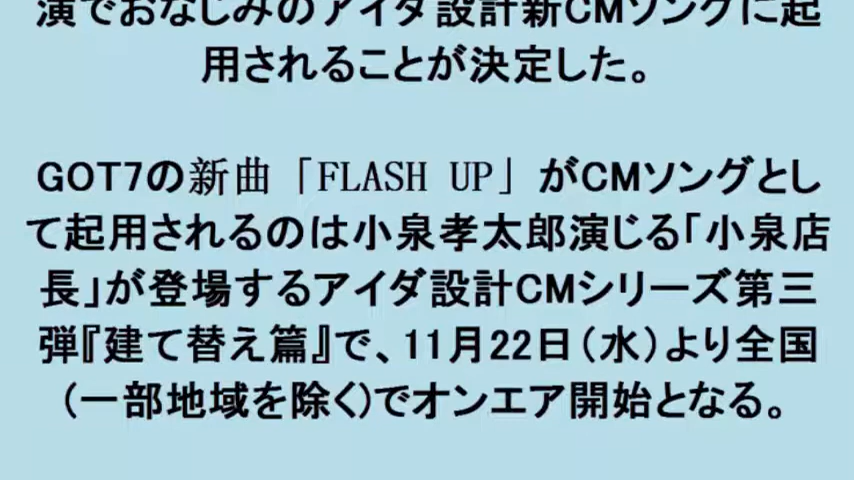 演でおなじみのアイダ設計新CMソングに起
用されることが決定した。
GOT7の新曲「FLASH UP」がCMソングとし
て起用されるのは小泉孝太郎演じる「小泉店
長」が登場するアイダ設計CMシリーズ第三
弾『建て替え篇』で、11月22日（水）より全国
(一部地域を除く)でオンエア開始となる。